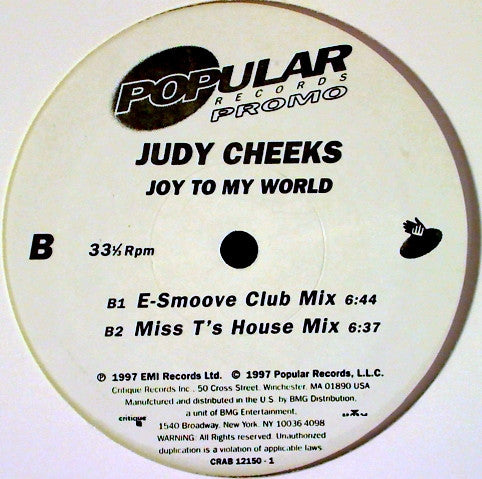 POPULAR
RECORDS
PROMO
JUDY CHEEKS
JOY TO MY WORLD
B
33⅓ Rpm
B1 E-Smoove Club Mix 6:44
B2 Miss T's House Mix 6:37
℗ 1997 EMI Records Ltd. © 1997 Popular Records, L.L.C.
Critique Records Inc., 50 Cross Street, Winchester, MA 01890 USA
Manufctured and distributed in the U.S. by BMG Distribution,
critique
a unit of BMG Entertainment,
1540 Broadway, New York, NY 10036-4098
WARNING: All Rights reserved. Unauthorized
duplication is a violation of applicable laws.
CRAB 12150 - 1